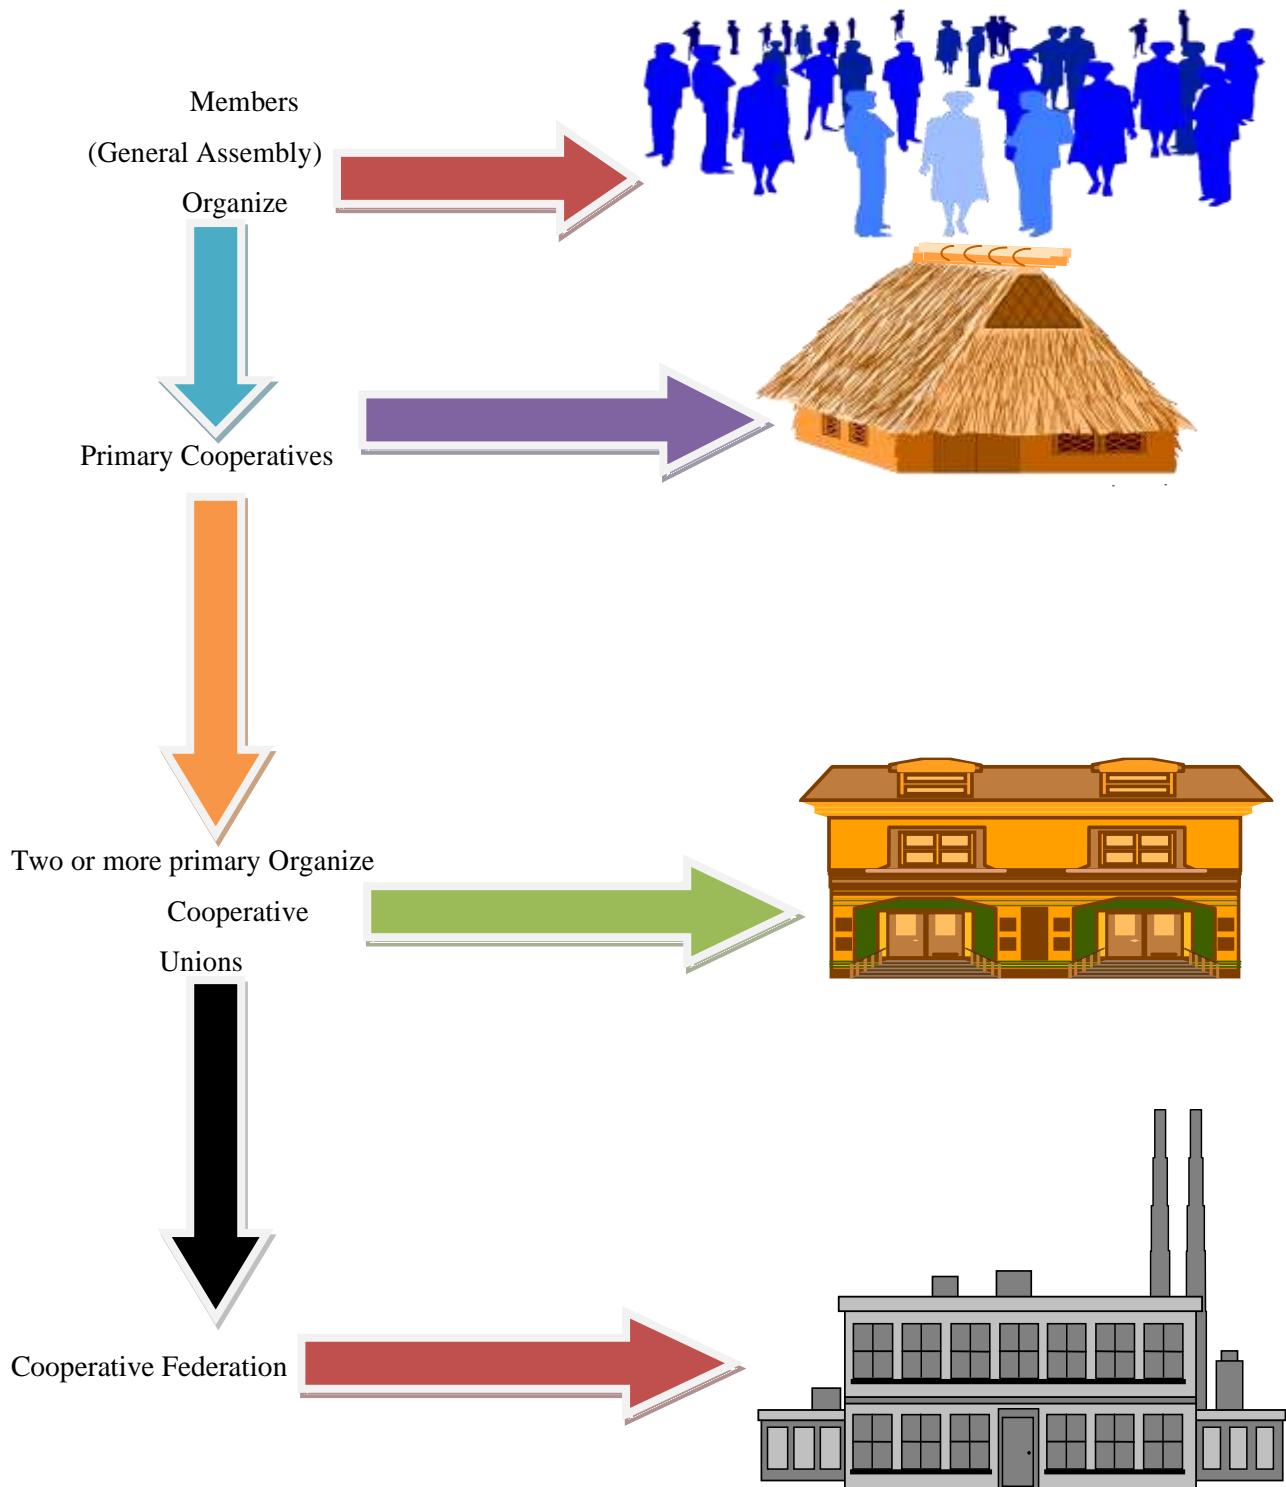 Members
(General Assembly)
Organize
Primary Cooperatives
Two or more primary Organize
Cooperative
Unions
Cooperative Federation